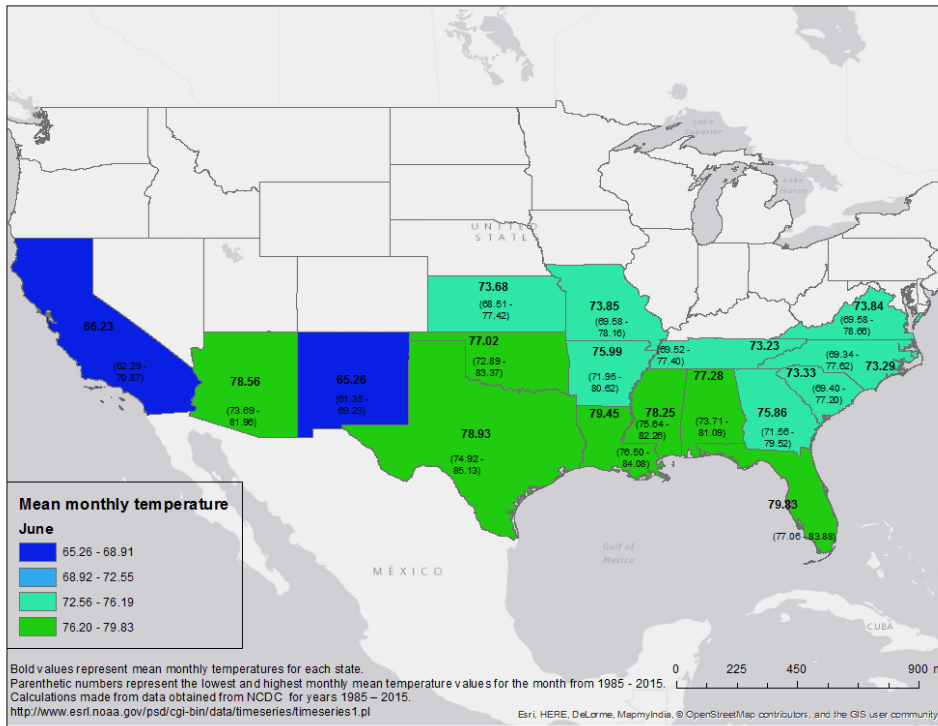 Lake
Superior
Lake
Huron
UNITED
STATES
73.68
(68.51 -
77.42)
73.85
(69.58 -
78.16)
73.84
(69.58 -
78.66)
66.23
(62.29 -
70.87)
78.56
(73.69 -
81.96)
65.26
(61.35 -
69.23)
77.02
(72.89 -
83.37)
75.99
(71.95 -
80.62)
(69.52 -
77.40)
73.23
(69.34 -
77.62)
73.29
73.33
(69.40 -
77.20)
77.28
(73.71 -
81.09)
75.86
(71.56 -
79.52)
79.45
(76.50 -
84.08)
78.25
(75.64 -
82.26)
78.93
(74.92 -
85.13)
79.83
(77.06 - 83.88)
Gulf of
Mexico
MÉXICO
CUBA
Mean monthly temperature
June
65.26 - 68.91
68.92 - 72.55
72.56 - 76.19
76.20 - 79.83
Bold values represent mean monthly temperatures for each state.
Parenthetic numbers represent the lowest and highest monthly mean temperature values for the month from 1985 - 2015.
Calculations made from data obtained from NCDC for years 1985 – 2015.
http://www.esrl.noaa.gov/psd/cgi-bin/data/timeseries/timeseries1.pl
0 225 450 900
Esri, HERE, DeLorme, MapmyIndia, © OpenStreetMap contributors, and the GIS user community